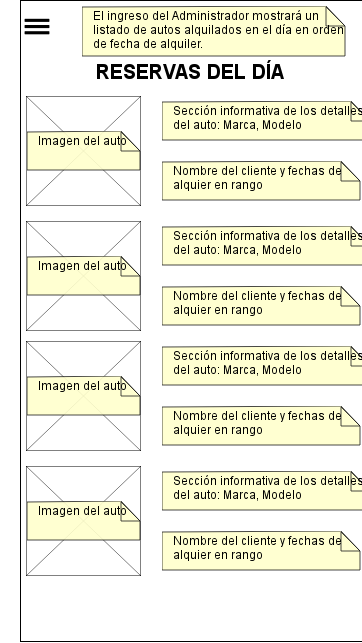 El ingreso del Administrador mostrará un
listado de autos alquilados en el día en orden
de fecha de alquiler.
RESERVAS DEL DÍA
Imagen del auto
Sección informativa de los detalles
del auto: Marca, Modelo
Nombre del cliente y fechas de
alquier en rango
Imagen del auto
Sección informativa de los detalles
del auto: Marca, Modelo
Nombre del cliente y fechas de
alquier en rango
Imagen del auto
Sección informativa de los detalles
del auto: Marca, Modelo
Nombre del cliente y fechas de
alquier en rango
Imagen del auto
Sección informativa de los detalles
del auto: Marca, Modelo
Nombre del cliente y fechas de
alquier en rango